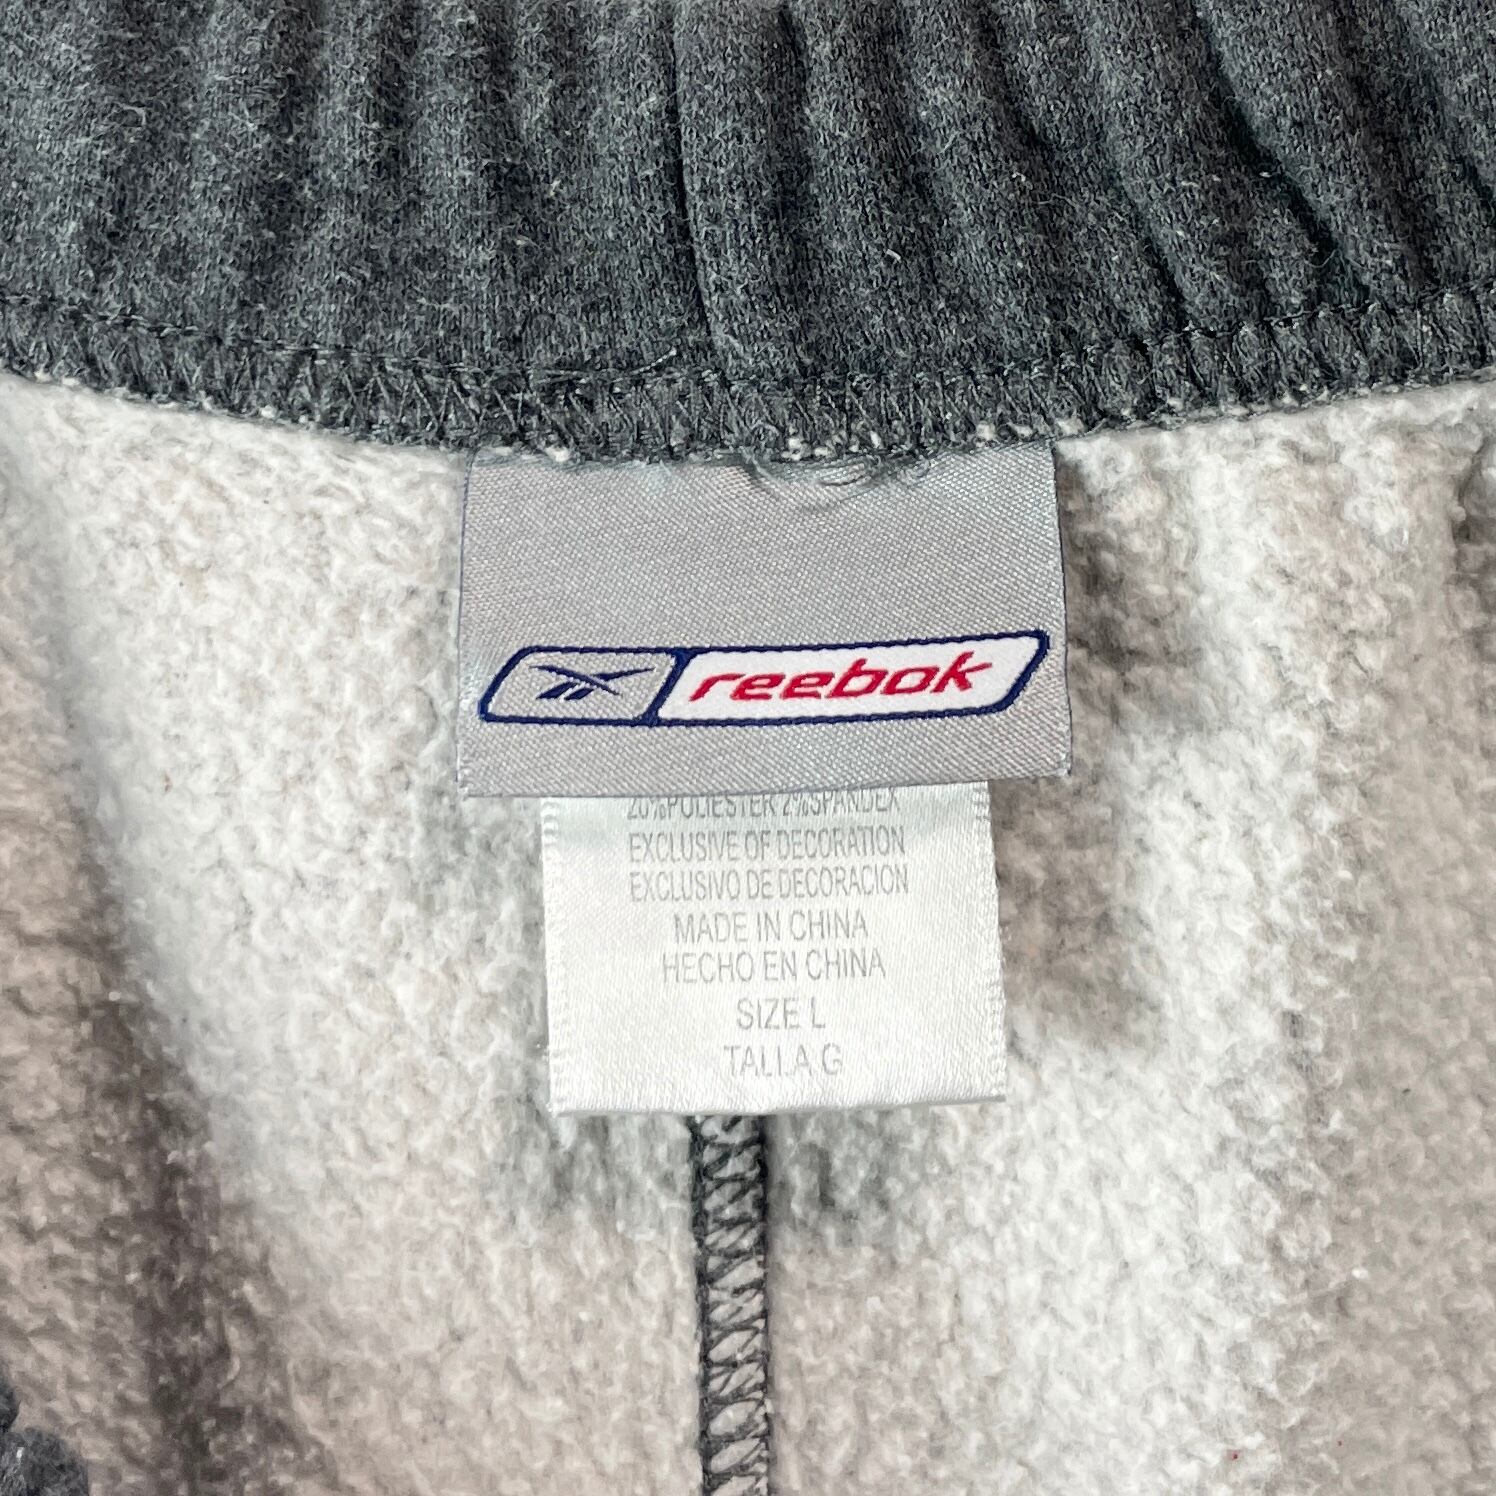 reebok
20%POLIESTER 2%SPANDEX
EXCLUSIVE OF DECORATION
EXCLUSIVO DE DECORACION
MADE IN CHINA
HECHO EN CHINA
SIZE L
TALLA G